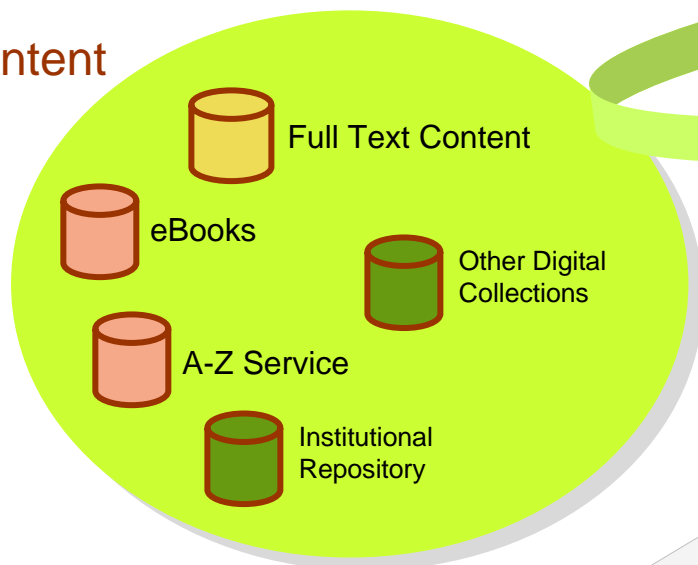 ntent
Full Text Content
eBooks
Other Digital
Collections
A-Z Service
Institutional
Repository